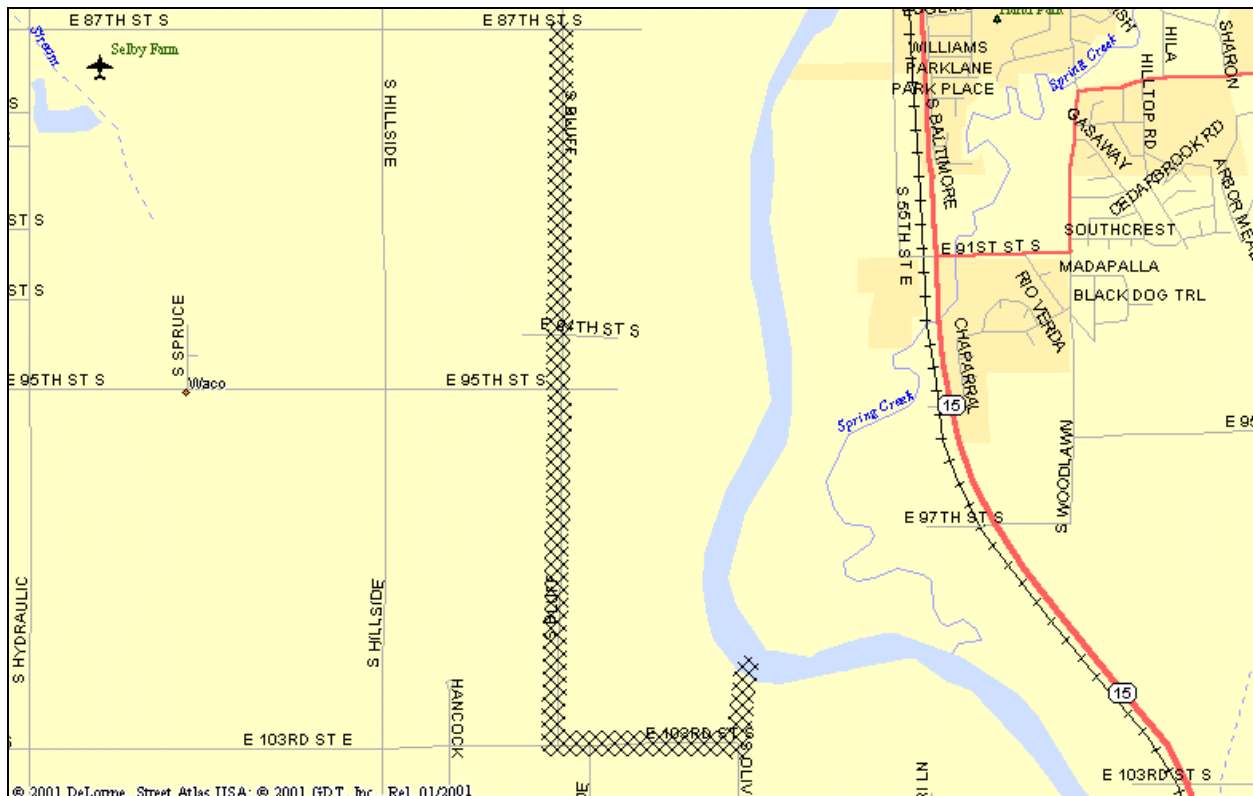 E 87TH ST S
E 87TH ST S
Stream
Selby Farm
S HILLSIDE
S BLUFF
WILLIAMS
PARKLANE
PARK PLACE
Spring Creek
HILA
SHARON
HILLTOP RD
GASAWAY
CEDARBROOK RD
S BALTIMORE
S 55TH ST E
SOUTHCREST
E 91ST ST S
MADAPALLA
RIO VERDA
BLACK DOG TRL
CHAPARRAL
ST S
ST S
S SPRUCE
Waco
E 95TH ST S
E 95TH ST S
Spring Creek
15
S WOODLAWN
E 95
E 97TH ST S
S HYDRAULIC
S HILLSIDE
S BLUFF
HANCOCK
E 103RD ST E
E 103RD ST S
S OLIV
15
E 103RD ST S
© 2001 DeLorme. Street Atlas USA; © 2001 GDT, Inc., Rel. 01/2001